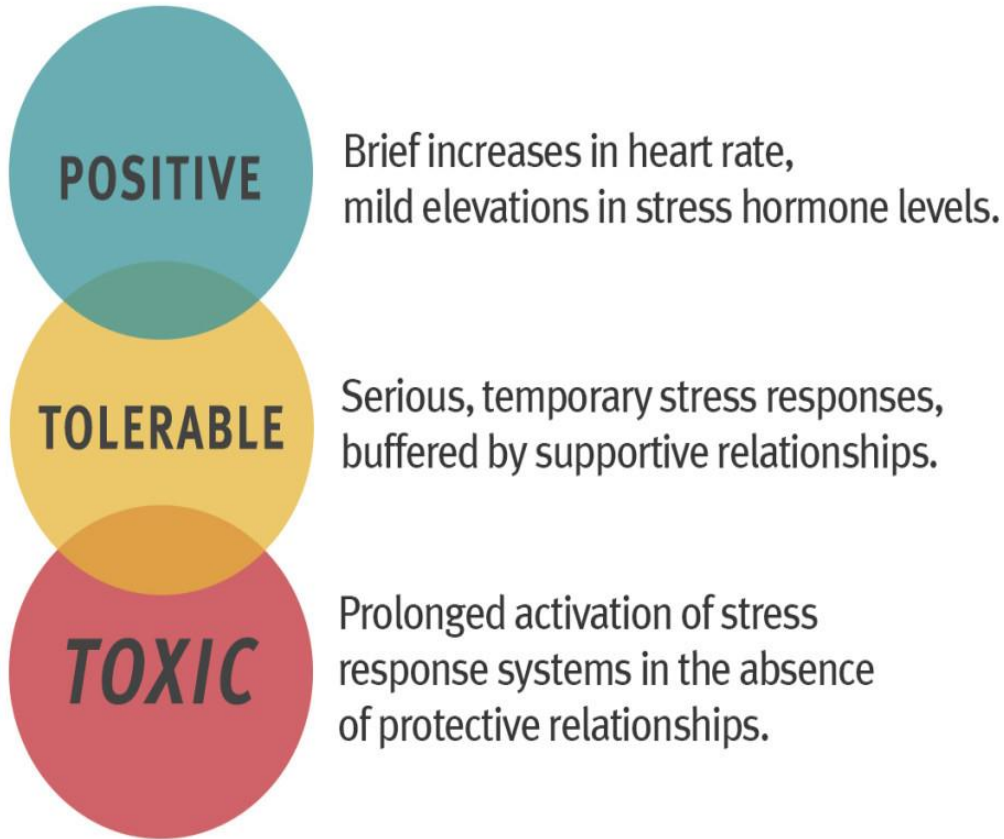 POSITIVE
Brief increases in heart rate,
mild elevations in stress hormone levels.
TOLERABLE
Serious, temporary stress responses,
buffered by supportive relationships.
TOXIC
Prolonged activation of stress
response systems in the absence
of protective relationships.